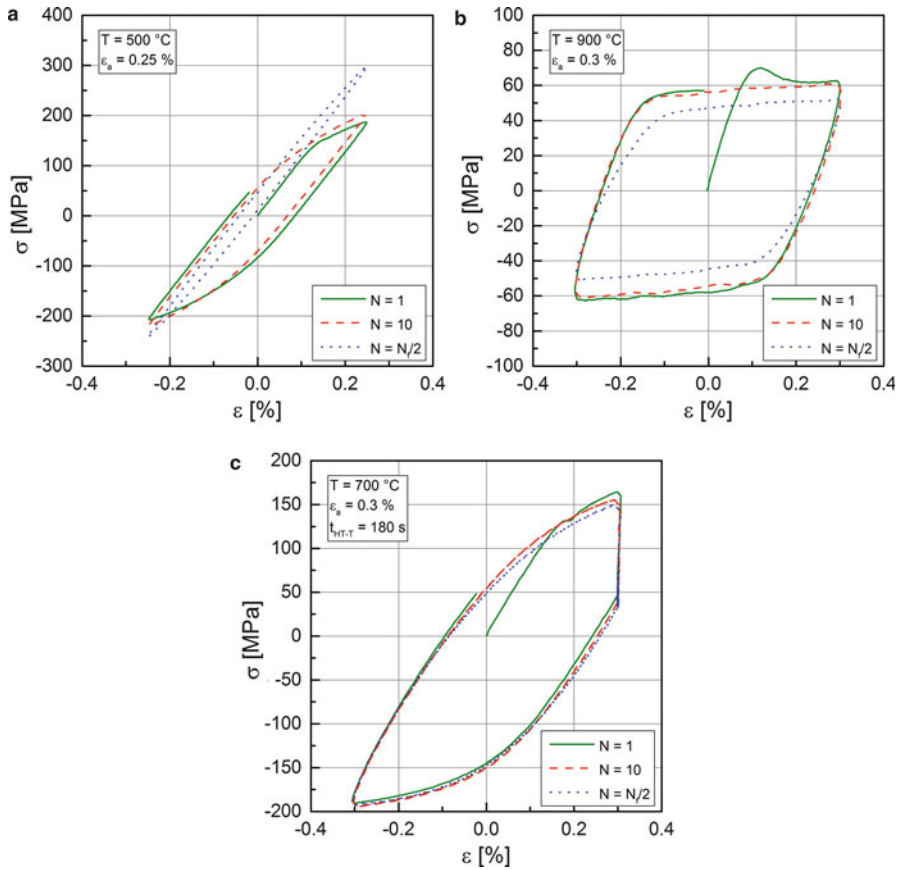 a
400
300
200
100
0
-100
-200
-300
σ [MPa]
T = 500 °C
εa = 0.25 %
N = 1
N = 10
N = Nf/2
-0.4 -0.2 0.0 0.2 0.4
ε [%]
b
100
80
60
40
20
0
-20
-40
-60
-80
-100
σ [MPa]
T = 900 °C
εa = 0.3 %
N = 1
N = 10
N = Nf/2
-0.4 -0.2 0.0 0.2 0.4
ε [%]
c
200
150
100
50
0
-50
-100
-150
-200
σ [MPa]
T = 700 °C
εa = 0.3 %
tHT-T = 180 s
N = 1
N = 10
N = Nf/2
-0.4 -0.2 0.0 0.2 0.4
ε [%]